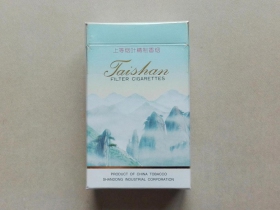 Taishan
FILTER CIGARETTES
PRODUCT OF CHINA TOBACCO
SHANDONG INDUSTRIAL CORPORATION